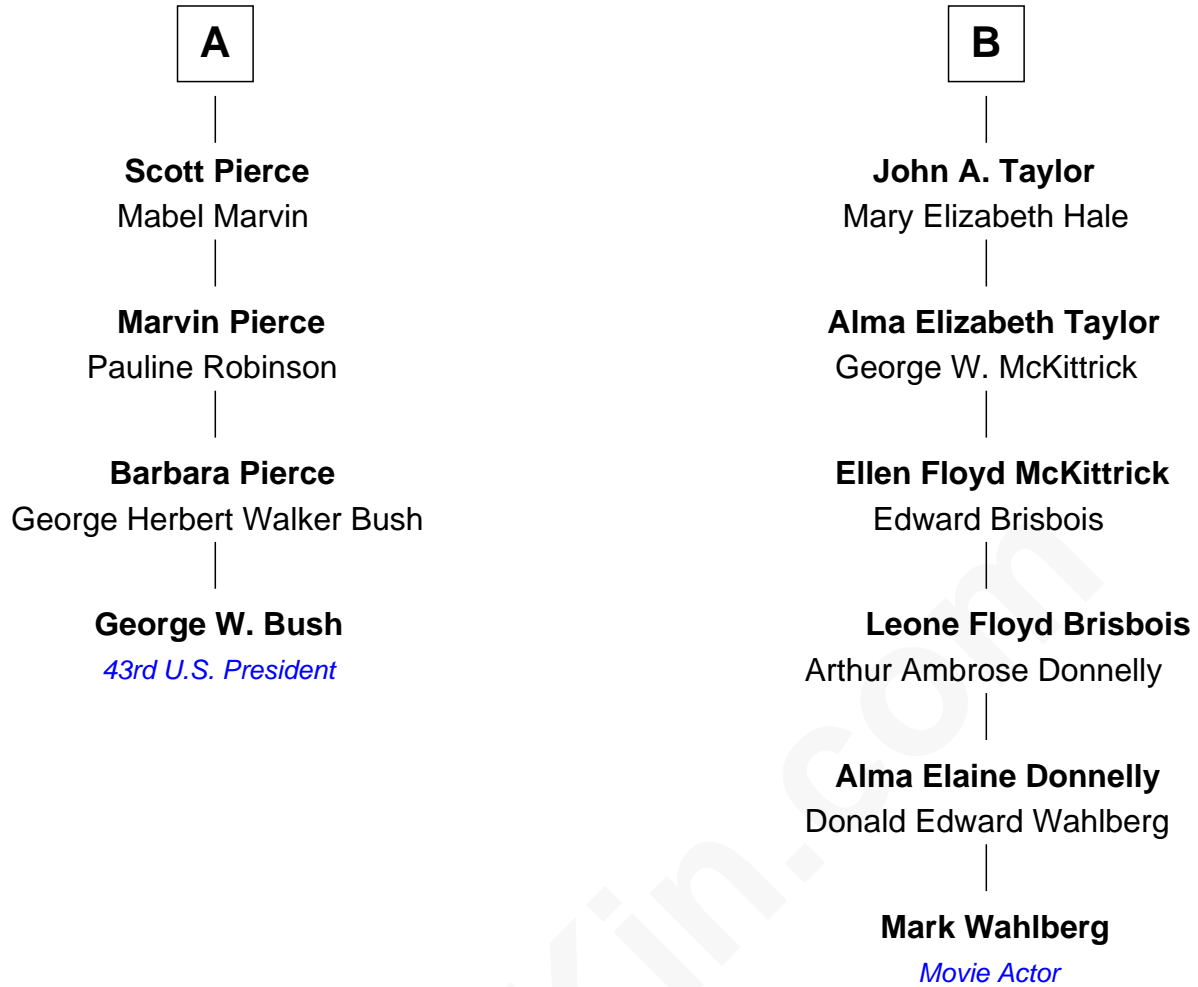 A
Scott Pierce
Mabel Marvin
Marvin Pierce
Pauline Robinson
Barbara Pierce
George Herbert Walker Bush
George W. Bush
43rd U.S. President
B
John A. Taylor
Mary Elizabeth Hale
Alma Elizabeth Taylor
George W. McKittrick
Ellen Floyd McKittrick
Edward Brisbois
Leone Floyd Brisbois
Arthur Ambrose Donnelly
Alma Elaine Donnelly
Donald Edward Wahlberg
Mark Wahlberg
Movie Actor
Kin.com